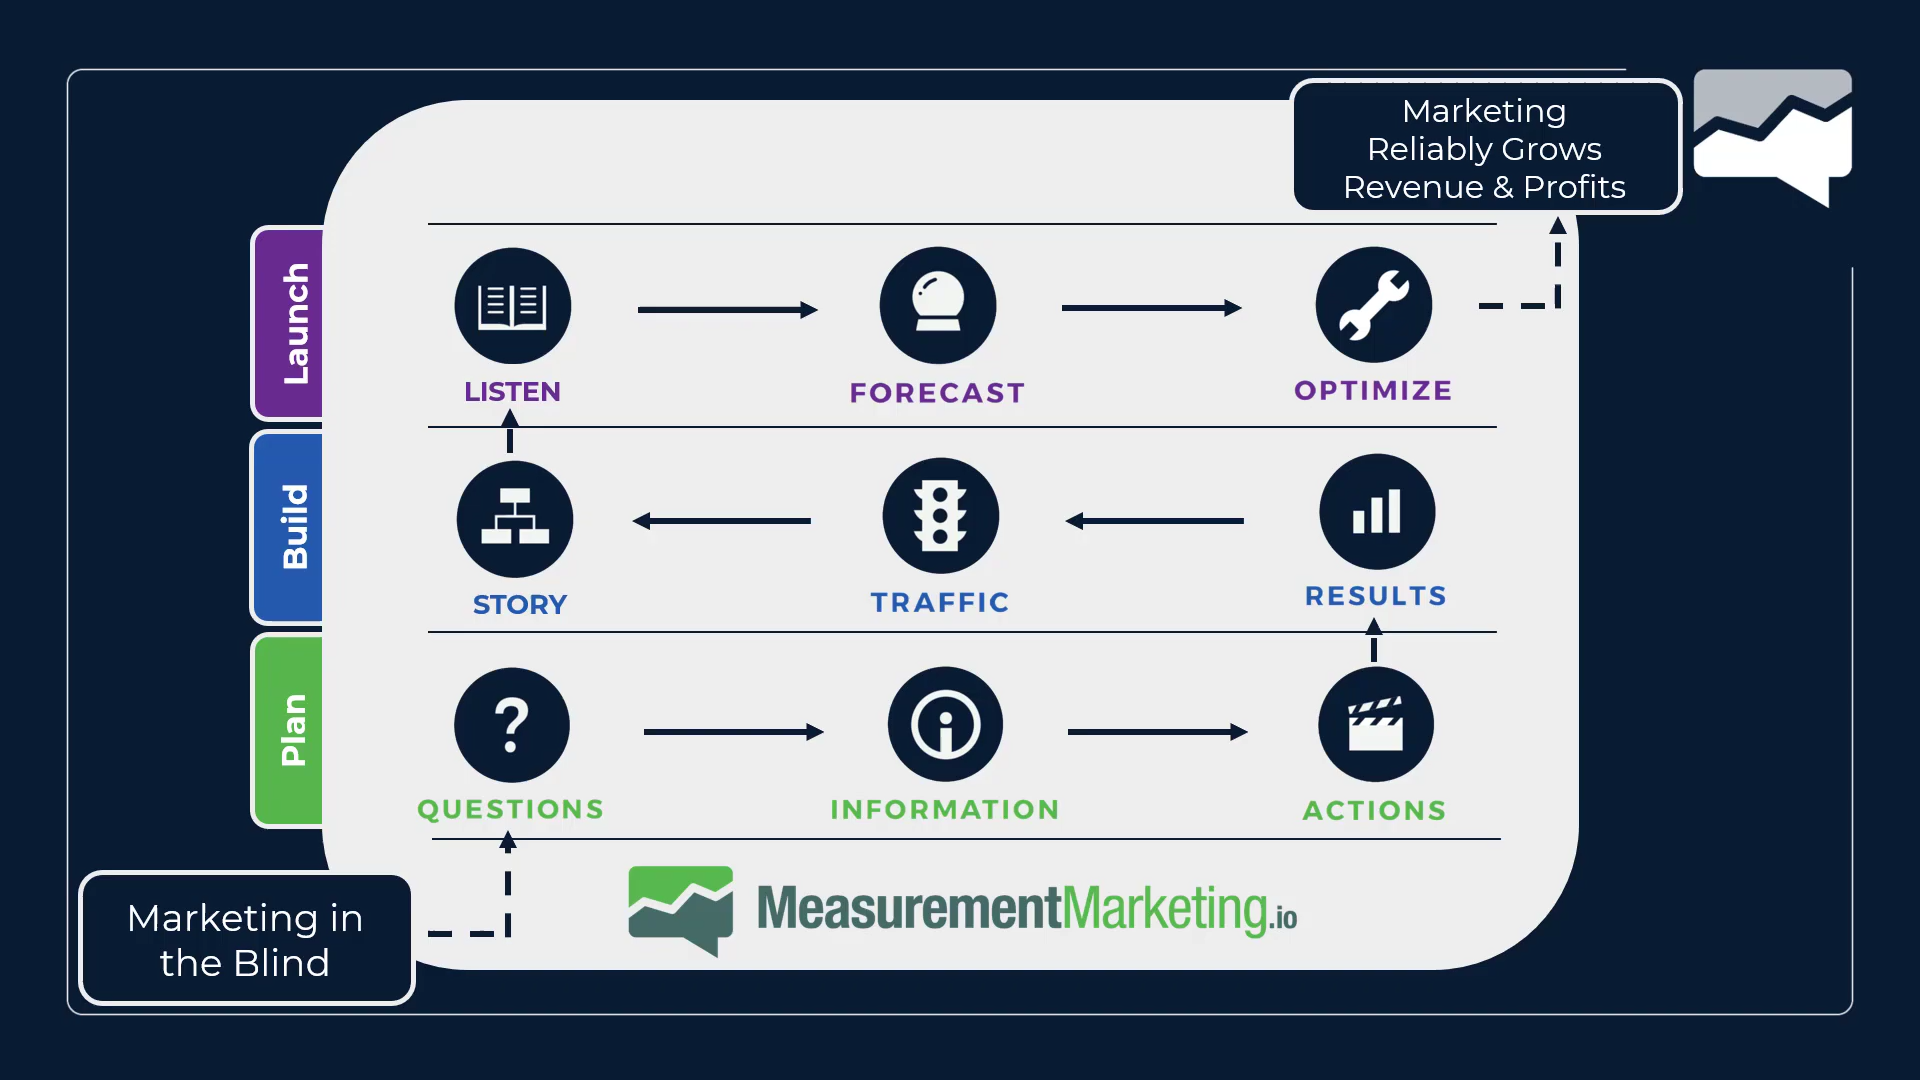 Marketing
Reliably Grows
Revenue & Profits
Launch
LISTEN
FORECAST
OPTIMIZE
Build
STORY
TRAFFIC
RESULTS
Plan
QUESTIONS
INFORMATION
ACTIONS
Marketing in
the Blind
MeasurementMarketing.io